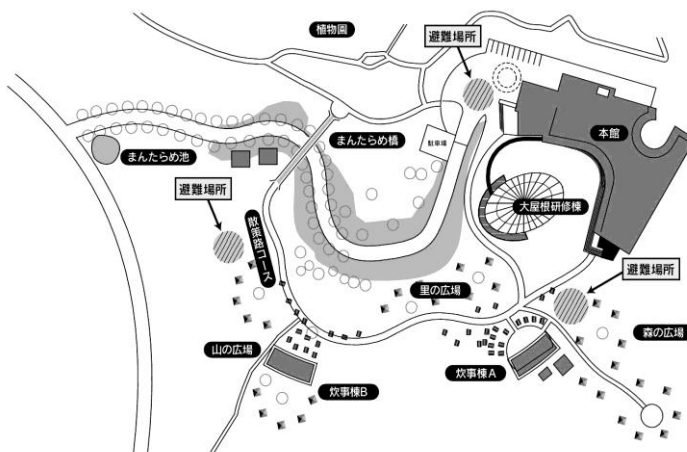 植物園
避難場所
本館
まんたらめ橋
駐車場
まんたらめ池
避難場所
大屋根研修棟
散策路コース
避難場所
里の広場
森の広場
山の広場
炊事棟A
炊事棟B